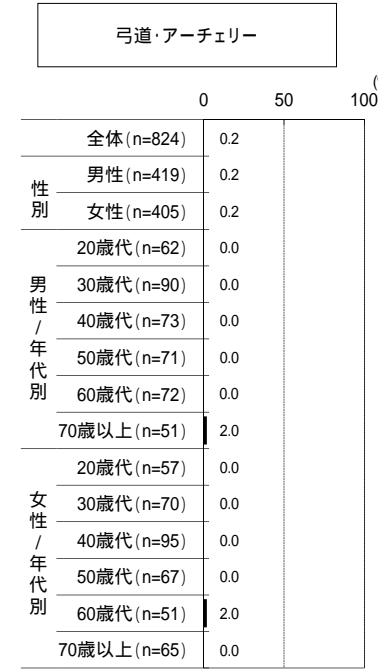 弓道･アーチェリー
(
0 50 100
全体(n=824) 0.2
性別
男性(n=419) 0.2
女性(n=405) 0.2
男性/年代別
20歳代(n=62) 0.0
30歳代(n=90) 0.0
40歳代(n=73) 0.0
50歳代(n=71) 0.0
60歳代(n=72) 0.0
70歳以上(n=51) 2.0
女性/年代別
20歳代(n=57) 0.0
30歳代(n=70) 0.0
40歳代(n=95) 0.0
50歳代(n=67) 0.0
60歳代(n=51) 2.0
70歳以上(n=65) 0.0